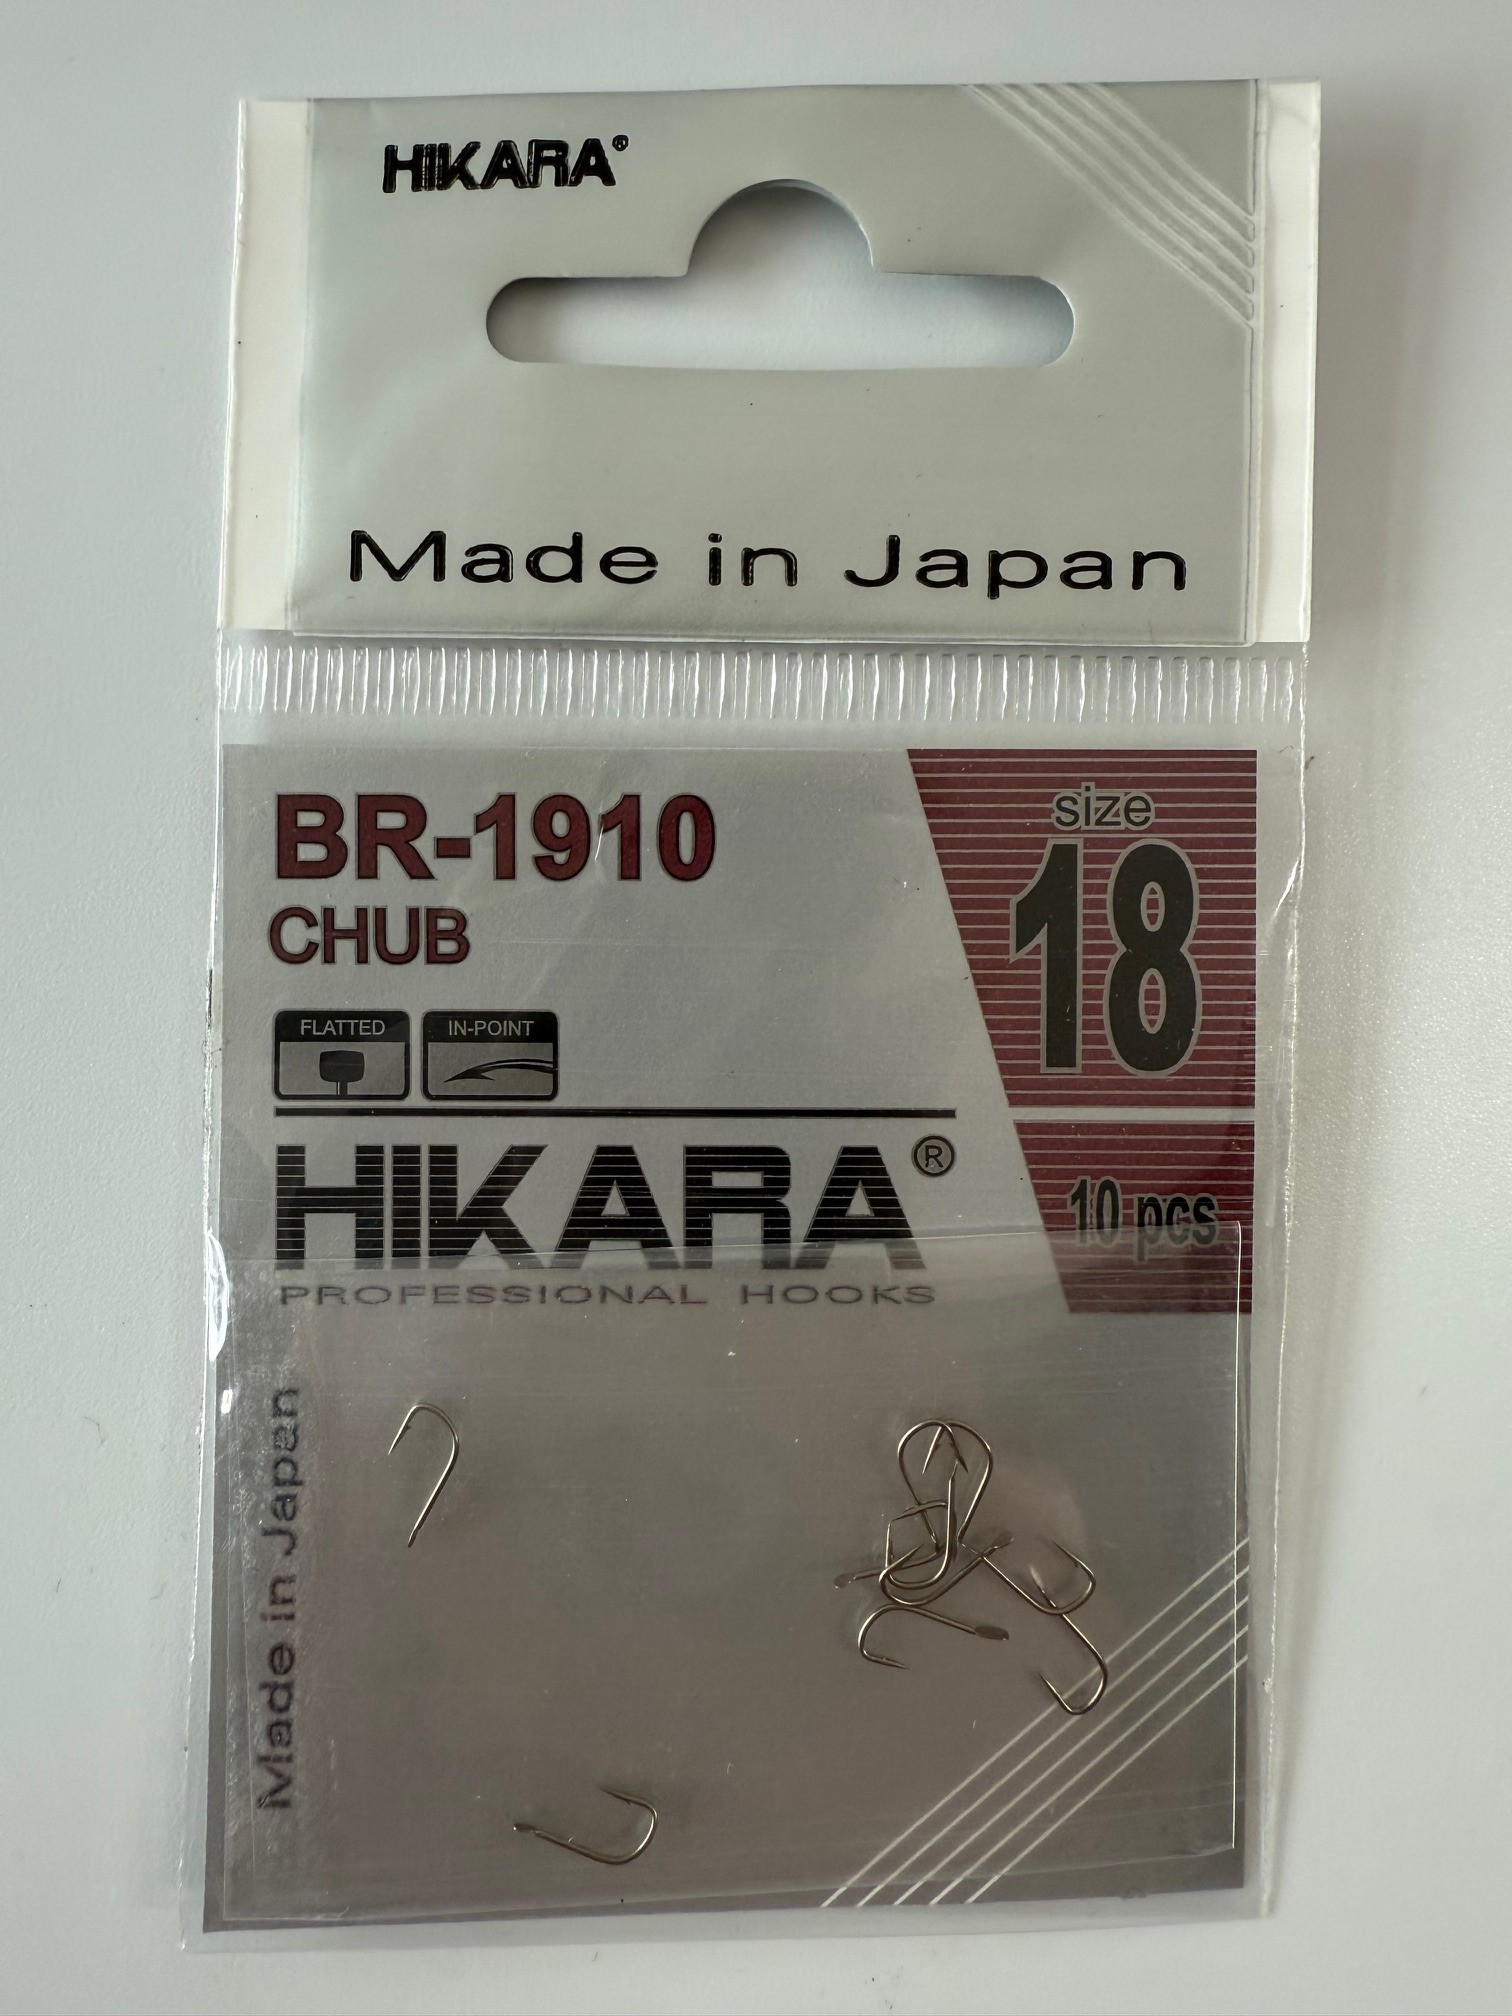 HIKARA®
Made in Japan
BR-1910
CHUB
size
18
FLATTED
IN-POINT
HIKARA®
10 pcs
PROFESSIONAL HOOKS
Made in Japan